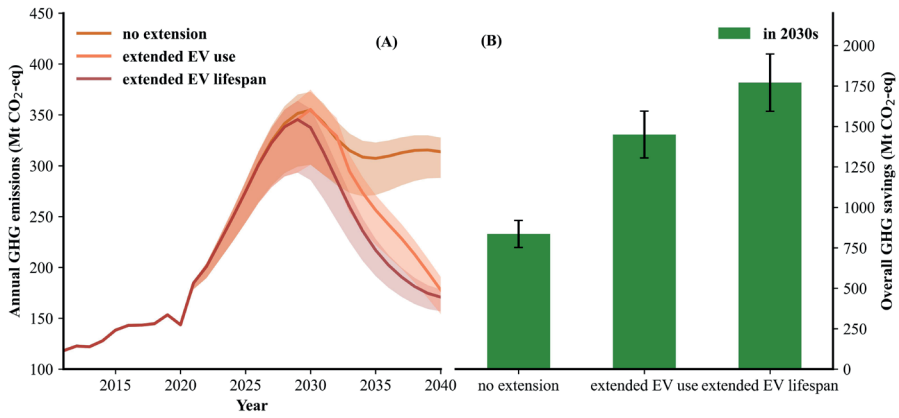 450
400
350
300
250
200
150
100
Annual GHG emissions (Mt CO₂-eq)
no extension
extended EV use
extended EV lifespan
(A)
2015
2020
2025
2030
2035
2040
Year
(B)
in 2030s
2000
1750
1500
1250
1000
750
500
250
0
Overall GHG savings (Mt CO₂-eq)
no extension
extended EV use
extended EV lifespan